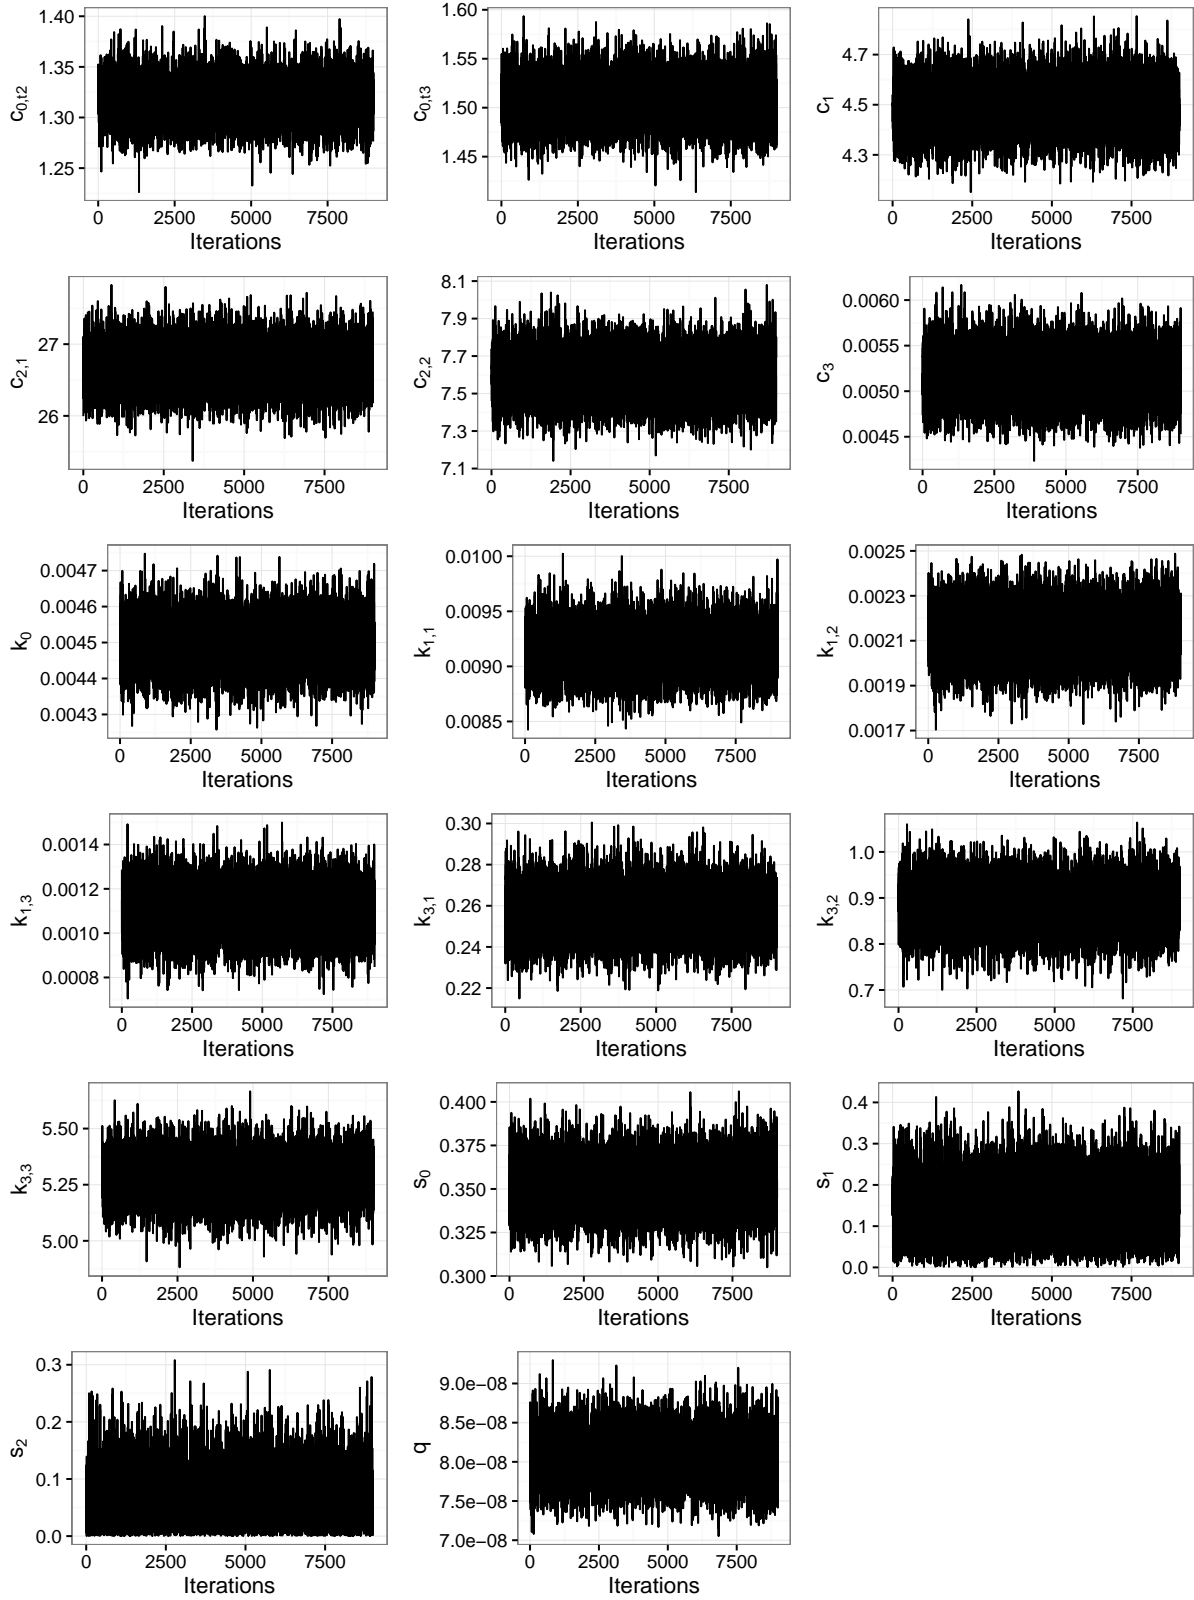 c0,t2
1.40
1.35
1.30
1.25
0 2500 5000 7500
Iterations
c0,t3
1.60
1.55
1.50
1.45
0 2500 5000 7500
Iterations
c1
4.7
4.5
4.3
0 2500 5000 7500
Iterations
c2,1
27
26
0 2500 5000 7500
Iterations
c2,2
8.1
7.9
7.7
7.5
7.3
7.1
0 2500 5000 7500
Iterations
c3
0.0060
0.0055
0.0050
0.0045
0 2500 5000 7500
Iterations
k0
0.0047
0.0046
0.0045
0.0044
0.0043
0 2500 5000 7500
Iterations
k1,1
0.0100
0.0095
0.0090
0.0085
0 2500 5000 7500
Iterations
k1,2
0.0025
0.0023
0.0021
0.0019
0.0017
0 2500 5000 7500
Iterations
k1,3
0.0014
0.0012
0.0010
0.0008
0 2500 5000 7500
Iterations
k3,1
0.30
0.28
0.26
0.24
0.22
0 2500 5000 7500
Iterations
k3,2
1.0
0.9
0.8
0.7
0 2500 5000 7500
Iterations
k3,3
5.50
5.25
5.00
0 2500 5000 7500
Iterations
s0
0.400
0.375
0.350
0.325
0.300
0 2500 5000 7500
Iterations
s1
0.4
0.3
0.2
0.1
0.0
0 2500 5000 7500
Iterations
s2
0.3
0.2
0.1
0.0
0 2500 5000 7500
Iterations
q
9.0e−08
8.5e−08
8.0e−08
7.5e−08
7.0e−08
0 2500 5000 7500
Iterations